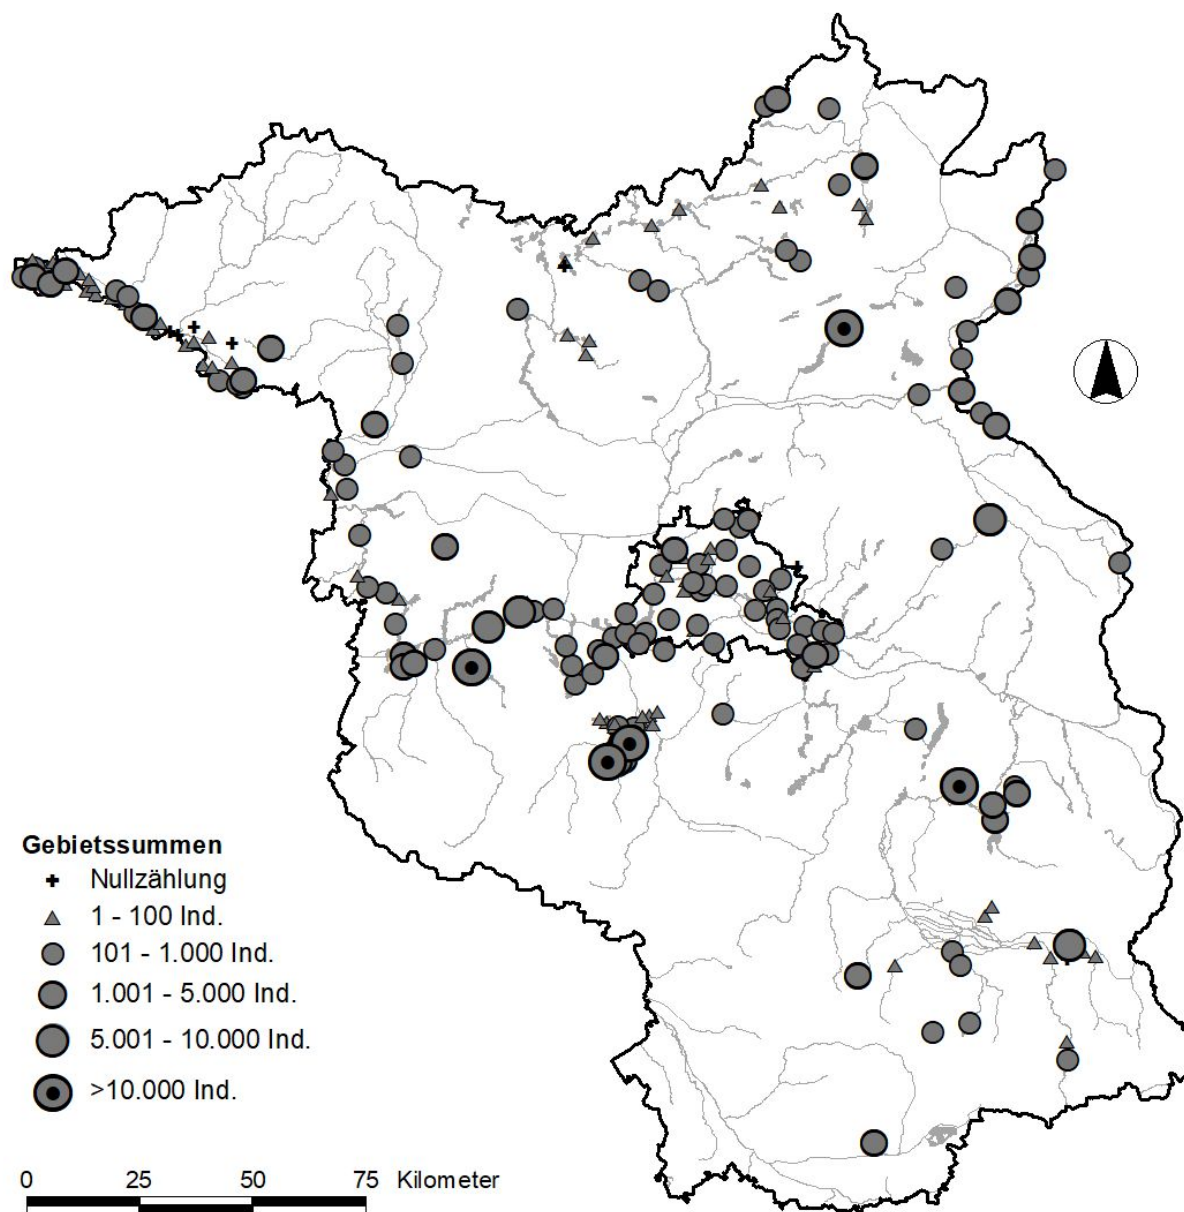 Gebietssummen
Nullzählung
1 - 100 Ind.
101 - 1.000 Ind.
1.001 - 5.000 Ind.
5.001 - 10.000 Ind.
>10.000 Ind.
0 25 50 75 Kilometer